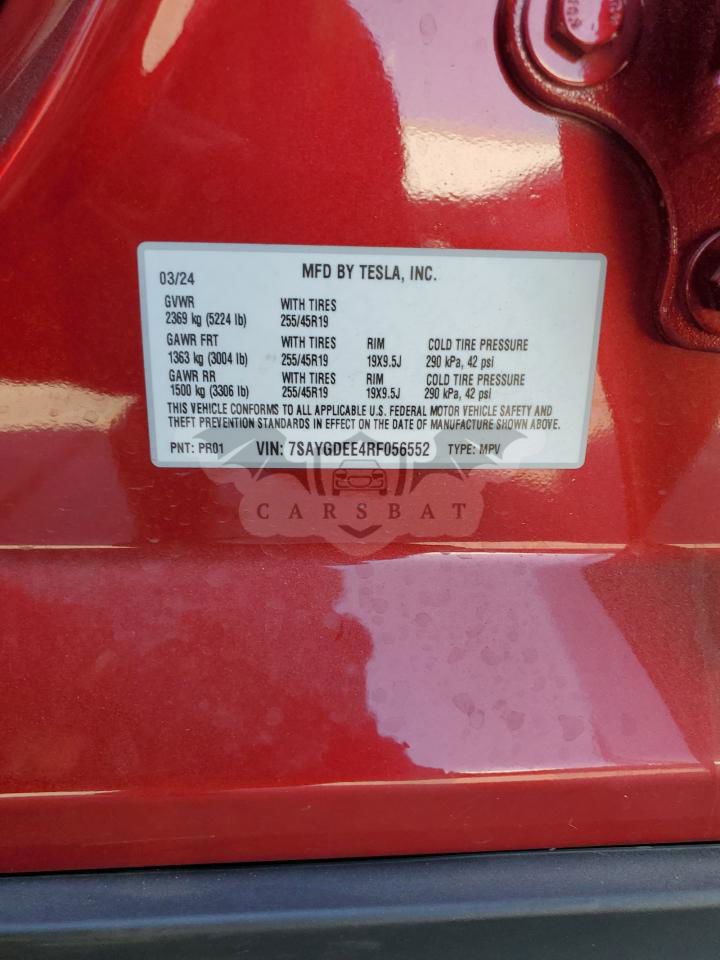 MFD BY TESLA, INC.
03/24
GVWR WITH TIRES
2369 kg (5224 lb) 255/45R19
GAWR FRT WITH TIRES RIM COLD TIRE PRESSURE
1363 kg (3004 lb) 255/45R19 19X9.5J 290 kPa, 42 psi
GAWR RR WITH TIRES RIM COLD TIRE PRESSURE
1500 kg (3306 lb) 255/45R19 19X9.5J 290 kPa, 42 psi
THIS VEHICLE CONFORMS TO ALL APPLICABLE U.S. FEDERAL MOTOR VEHICLE SAFETY AND
THEFT PREVENTION STANDARDS IN EFFECT ON THE DATE OF MANUFACTURE SHOWN ABOVE.
PNT: PR01 VIN: 7SAYGDEE4RF056552 TYPE: MPV
CARSBAT